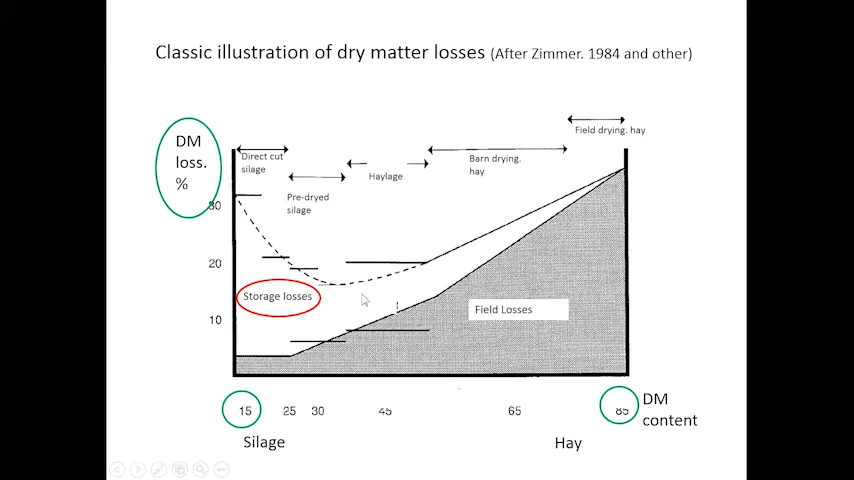 Classic illustration of dry matter losses (After Zimmer. 1984 and other)
Field drying. hay
DM
loss.
%
Direct cut
silage
Barn drying.
hay
Haylage
Pre-dryed
silage
30
20
Storage losses
Field Losses
10
15 25 30 45 65 85
DM
content
Silage Hay